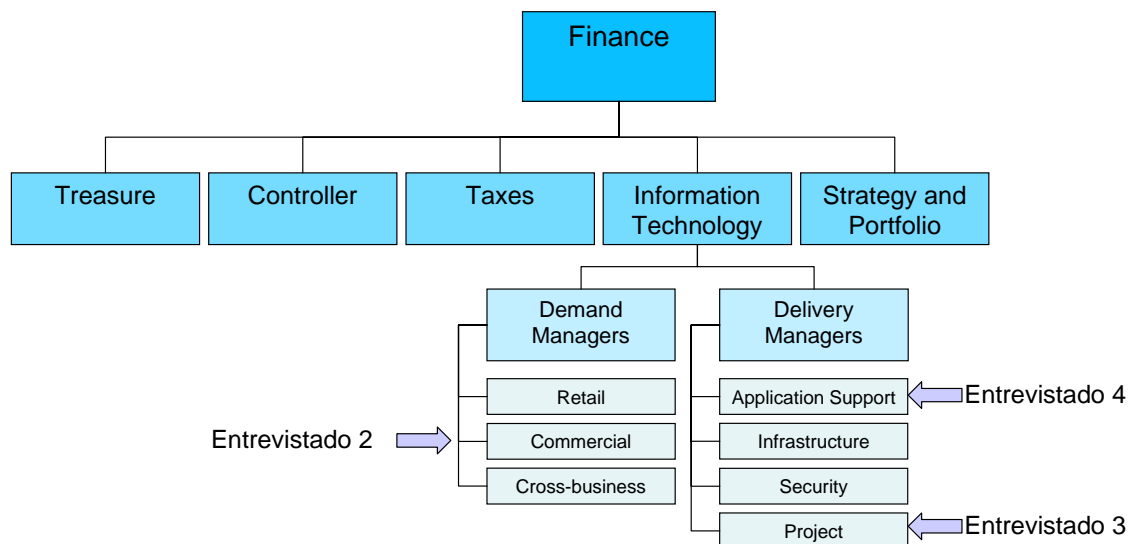 Finance
Treasure
Controller
Taxes
Information
Technology
Strategy and
Portfolio
Demand
Managers
Delivery
Managers
Retail
Application Support
Entrevistado 4
Entrevistado 2
Commercial
Infrastructure
Cross-business
Security
Project
Entrevistado 3